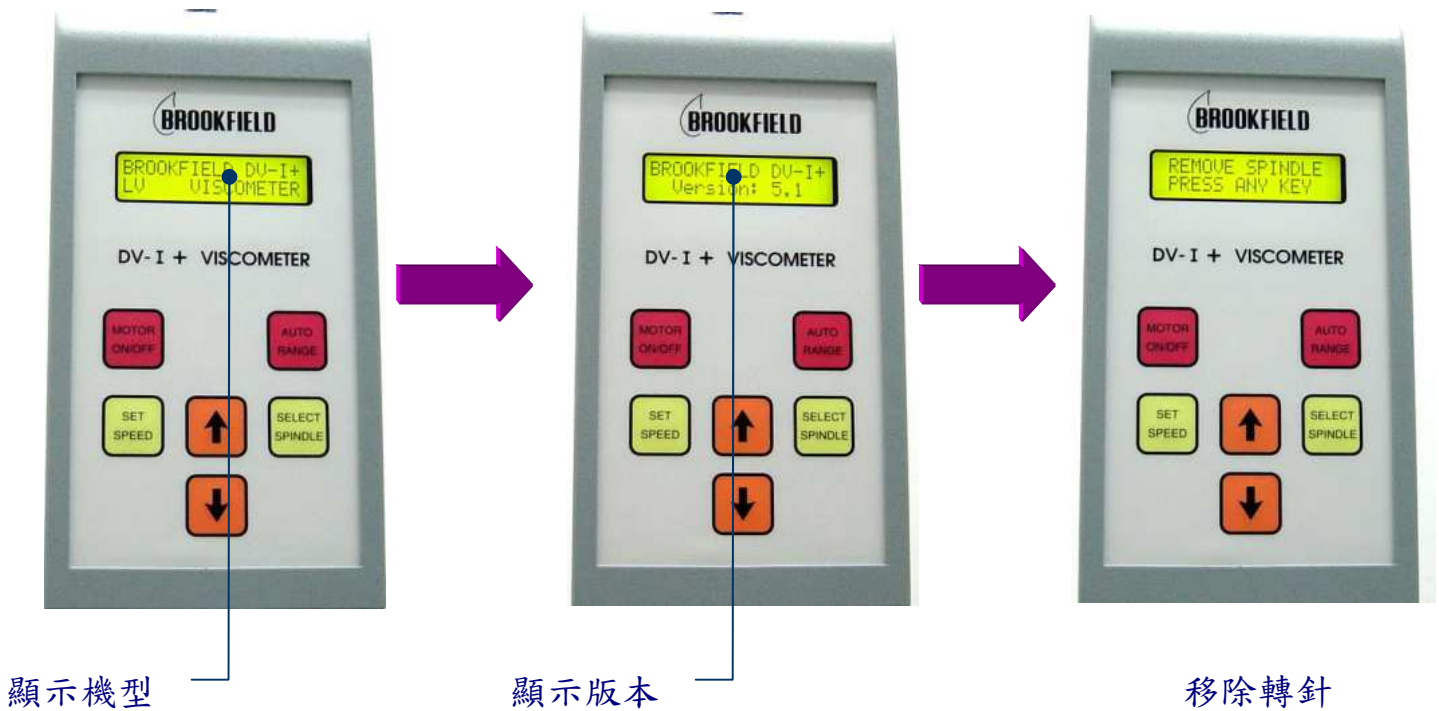 BROOKFIELD
BROOKFIELD DV-I+
LV VISCOMETER
DV-I + VISCOMETER
MOTOR
ON/OFF
AUTO
RANGE
SET
SPEED
SELECT
SPINDLE
顯示機型
BROOKFIELD
BROOKFIELD DV-I+
Version: 5.1
DV-I + VISCOMETER
MOTOR
ON/OFF
AUTO
RANGE
SET
SPEED
SELECT
SPINDLE
顯示版本
BROOKFIELD
REMOVE SPINDLE
PRESS ANY KEY
DV-I + VISCOMETER
MOTOR
ON/OFF
AUTO
RANGE
SET
SPEED
SELECT
SPINDLE
移除轉針